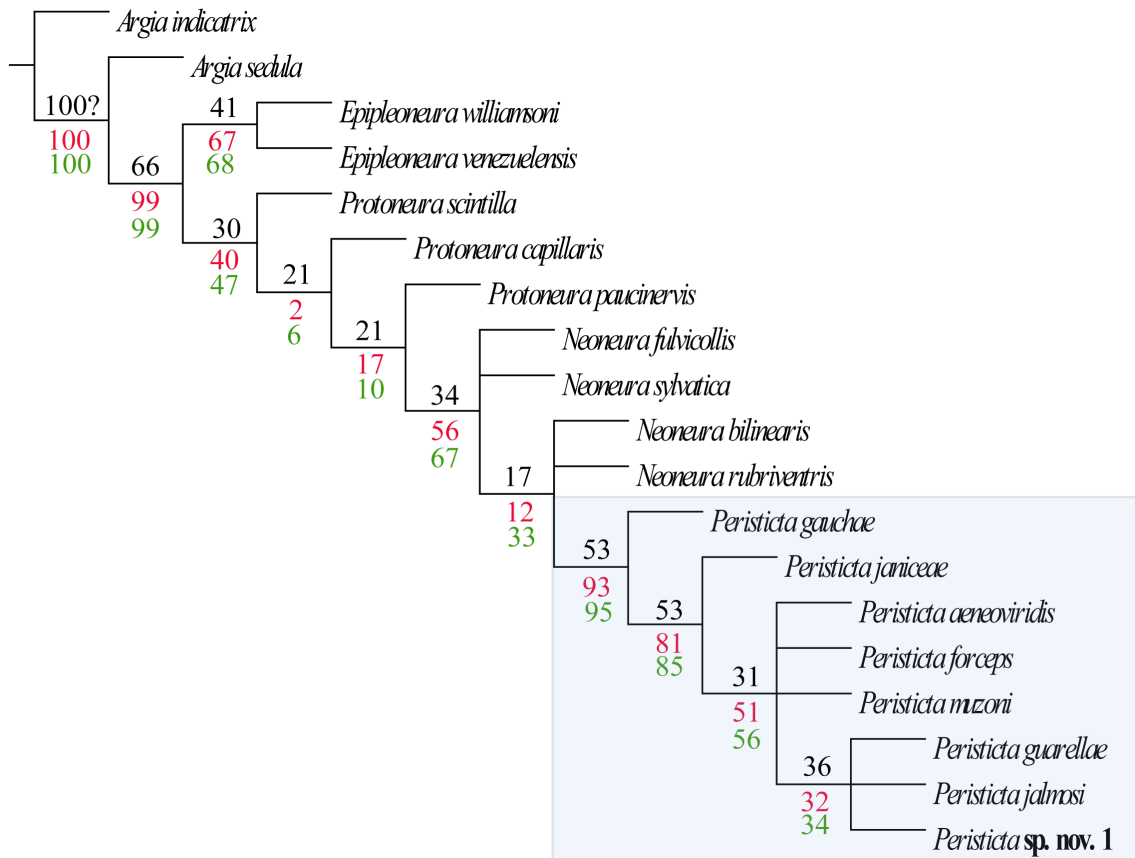 Argia indicatrix
Argia sedula
100?
41
Epipleoneura williamsoni
100
67
100
66
68
Epipleoneura venezuelensis
99
Protoneura scintilla
99
30
40
Protoneura capillaris
47
21
2
Protoneura paucinervis
6
21
Neoneura fulvicollis
17
10
34
Neoneura sylvatica
56
Neoneura bilinearis
67
17
Neoneura rubriventris
12
Peristicta gauchae
33
53
Peristicta janiceae
93
95
53
Peristicta aeneoviridis
81
85
Peristicta forceps
31
51
Peristicta muzoni
56
Peristicta guarellae
36
32
Peristicta jalmosi
34
Peristicta sp. nov. 1